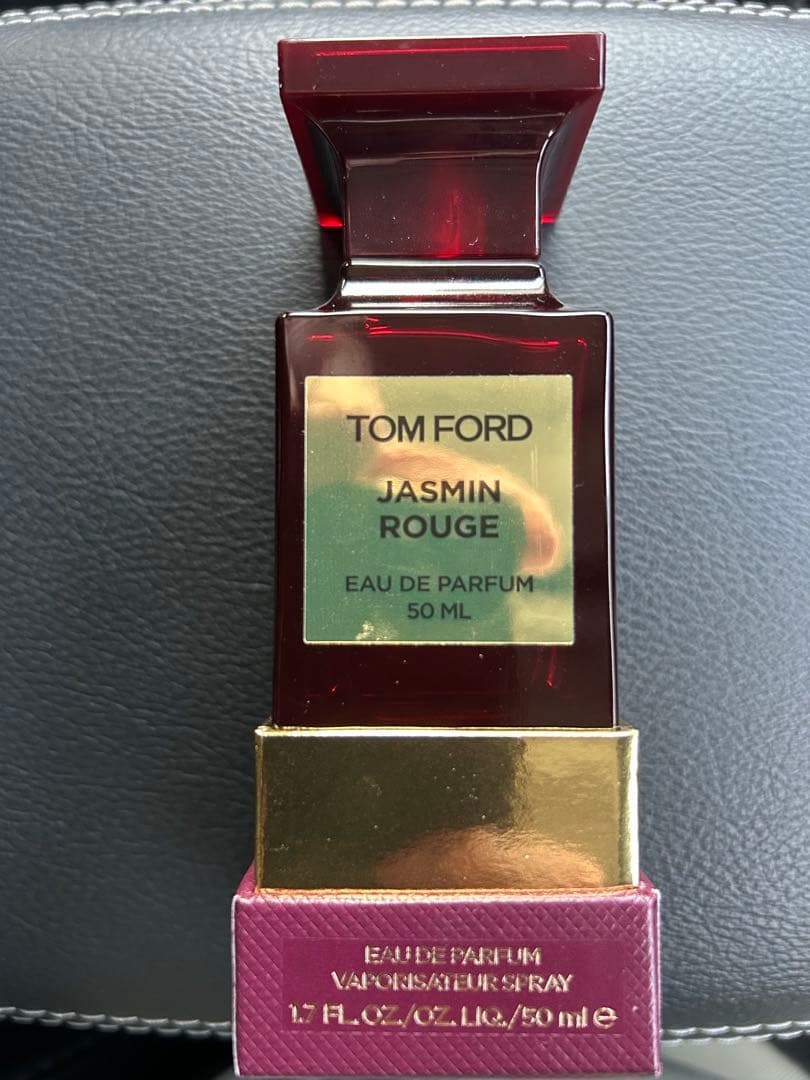 TOM FORD
JASMIN
ROUGE
EAU DE PARFUM
50 ML
EAU DE PARFUM
VAPORISATEUR SPRAY
1.7 FL. OZ./OZ. LIQ./50 ml ℮